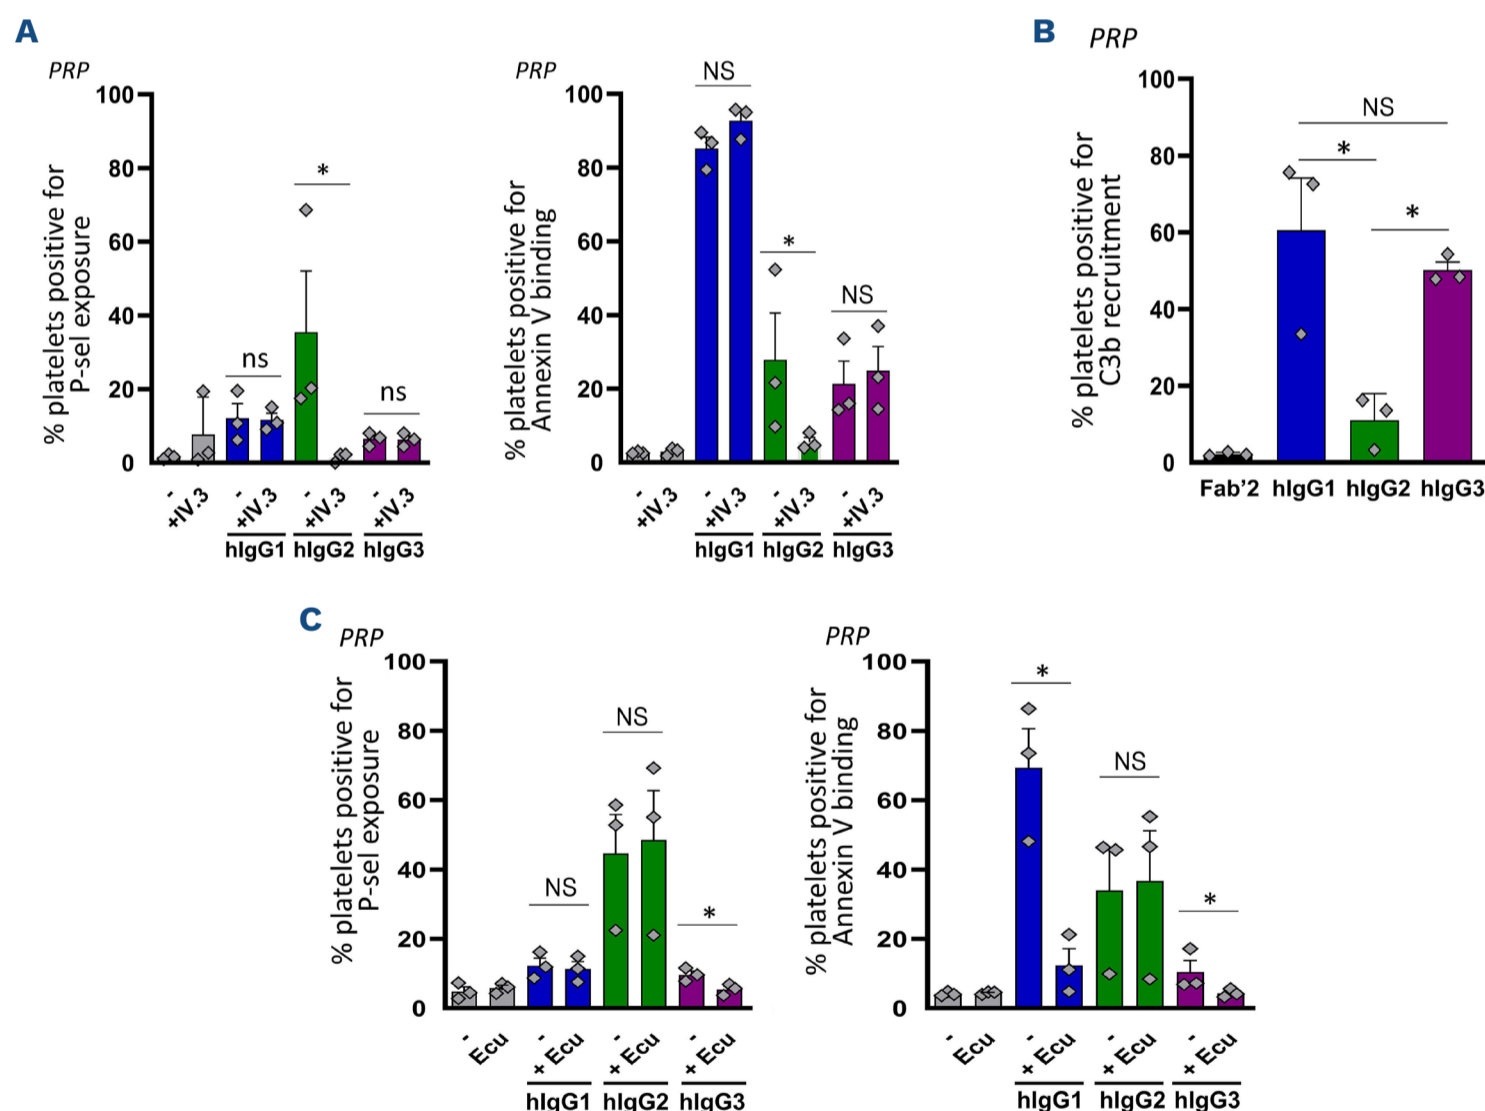 A
PRP
% platelets positive for
P-sel exposure
100
80
60
40
20
0
ns
*
ns
-
+IV.3
-
+IV.3
-
+IV.3
-
+IV.3
hIgG1
hIgG2
hIgG3
PRP
% platelets positive for
Annexin V binding
100
80
60
40
20
0
NS
*
NS
-
+IV.3
-
+IV.3
-
+IV.3
-
+IV.3
hIgG1
hIgG2
hIgG3
B
PRP
% platelets positive for
C3b recruitment
100
80
60
40
20
0
NS
*
*
Fab'2 hIgG1 hIgG2 hIgG3
C
PRP
% platelets positive for
P-sel exposure
100
80
60
40
20
0
NS
NS
*
-
Ecu
-
+ Ecu
-
+ Ecu
-
+ Ecu
hIgG1
hIgG2
hIgG3
PRP
% platelets positive for
Annexin V binding
100
80
60
40
20
0
*
NS
*
-
Ecu
-
+ Ecu
-
+ Ecu
-
+ Ecu
hIgG1
hIgG2
hIgG3